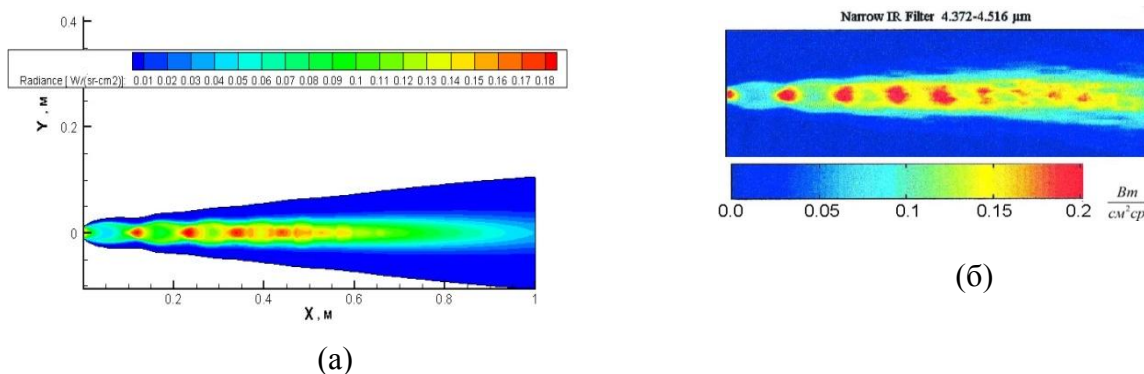 0.4
Radiance [ W/(sr-cm2)]: 0.01 0.02 0.03 0.04 0.05 0.06 0.07 0.08 0.09 0.1 0.11 0.12 0.13 0.14 0.15 0.16 0.17 0.18
Y , м
0.2
0
0.2 0.4 0.6 0.8 1
X , м
(а)
Narrow IR Filter 4.372-4.516 µm
0.0 0.05 0.1 0.15 0.2
Вт
см²ср
(б)